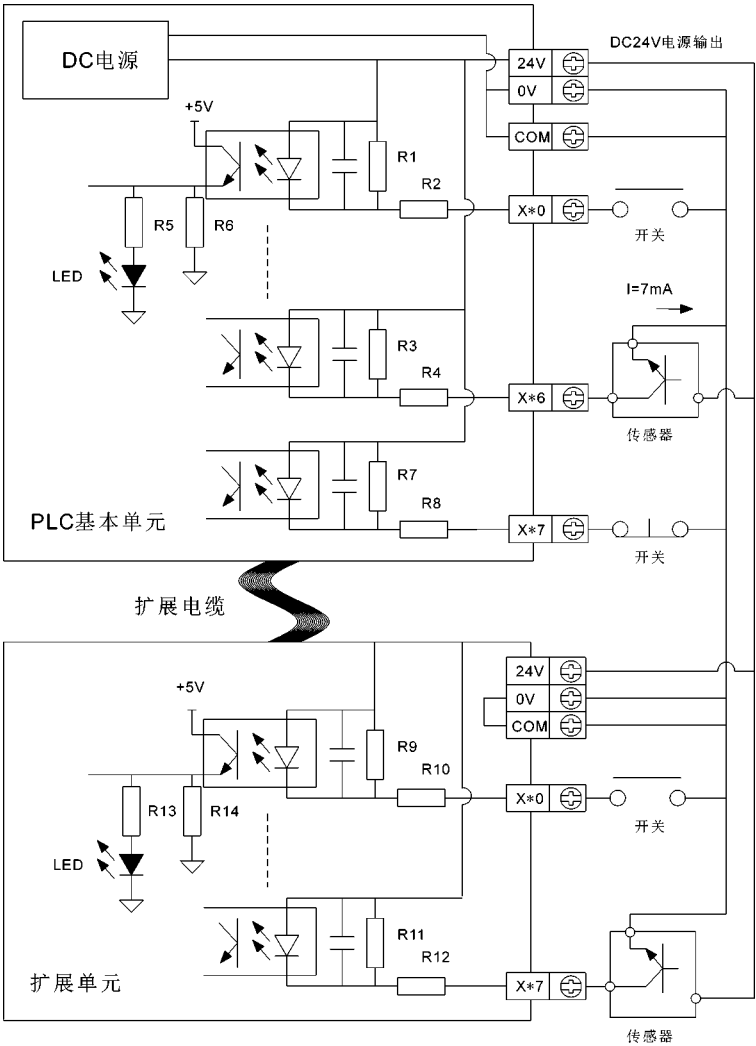 DC24V电源输出
DC电源
24V
0V
+5V
COM
R1
R2
X*0
R5
R6
开关
LED
I=7mA
R3
R4
X*6
传感器
R7
R8
PLC基本单元
X*7
开关
扩展电缆
24V
+5V
0V
COM
R9
R10
X*0
R13
R14
开关
LED
R11
R12
扩展单元
X*7
传感器